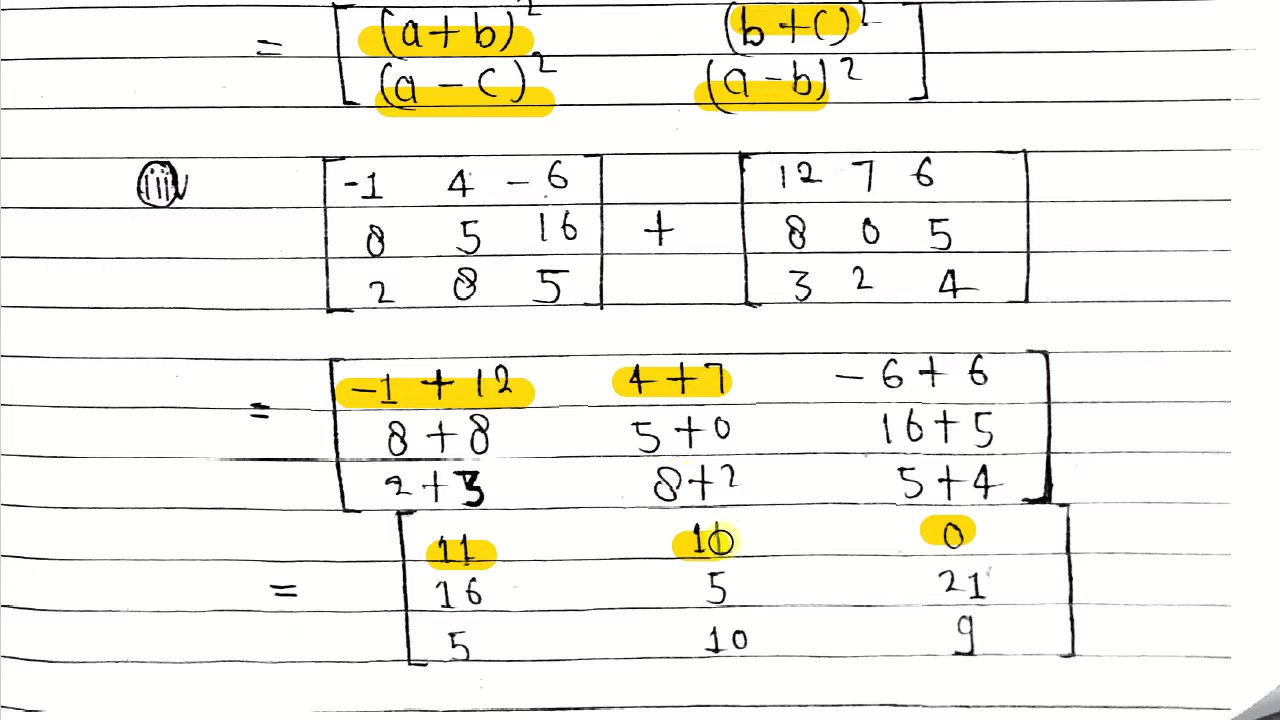 = (a+b)² (b+c)²
(a-c)² (a-b)²
(iii) -1 4 -6 + 12 7 6
8 5 16 8 0 5
2 8 5 3 2 4
= -1+12 4+7 -6+6
8+8 5+0 16+5
2+3 8+2 5+4
= 11 0
16 5 21
5 10 9